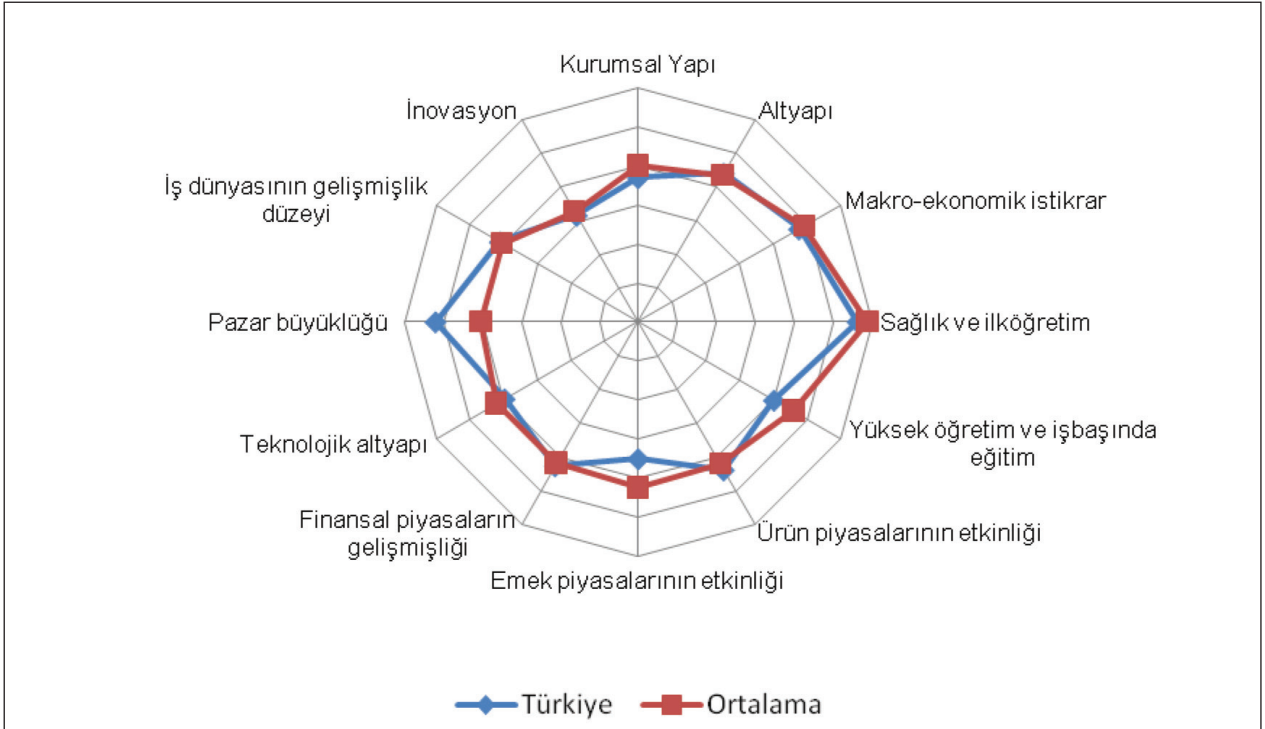 Kurumsal Yapı
Altyapı
Makro-ekonomik istikrar
Sağlık ve ilköğretim
Yüksek öğretim ve işbaşında
eğitim
Ürün piyasalarının etkinliği
Emek piyasalarının etkinliği
Finansal piyasaların
gelişmişliği
Teknolojik altyapı
Pazar büyüklüğü
İş dünyasının gelişmişlik
düzeyi
İnovasyon
Türkiye
Ortalama